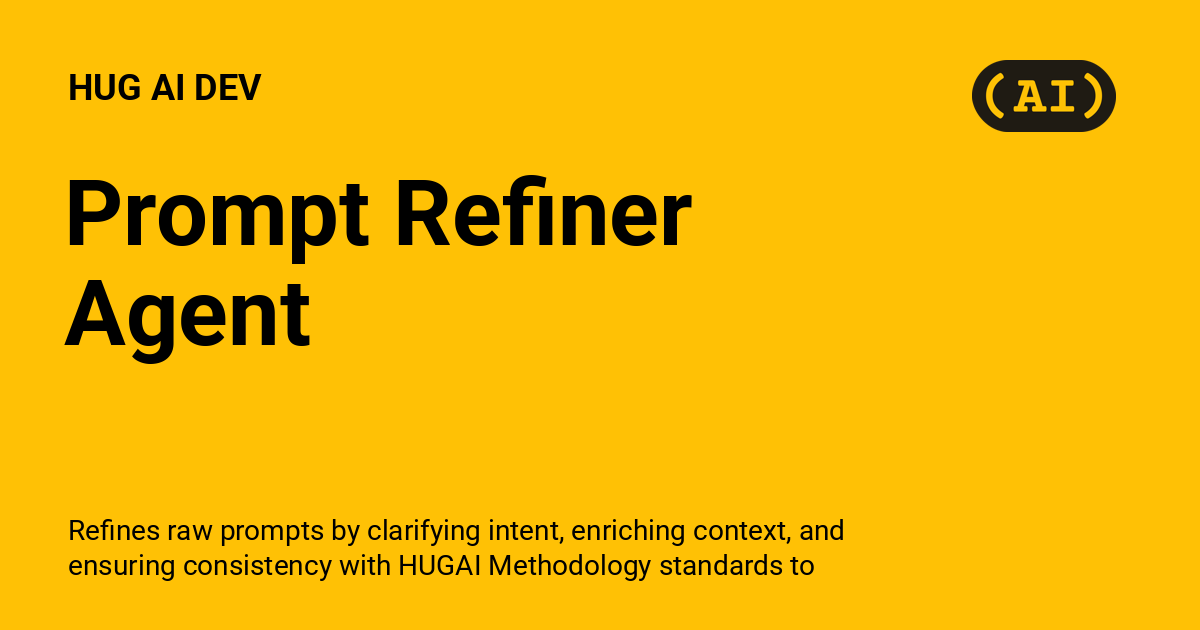 HUG AI DEV
(AI)
Prompt Refiner
Agent
Refines raw prompts by clarifying intent, enriching context, and
ensuring consistency with HUGAI Methodology standards to